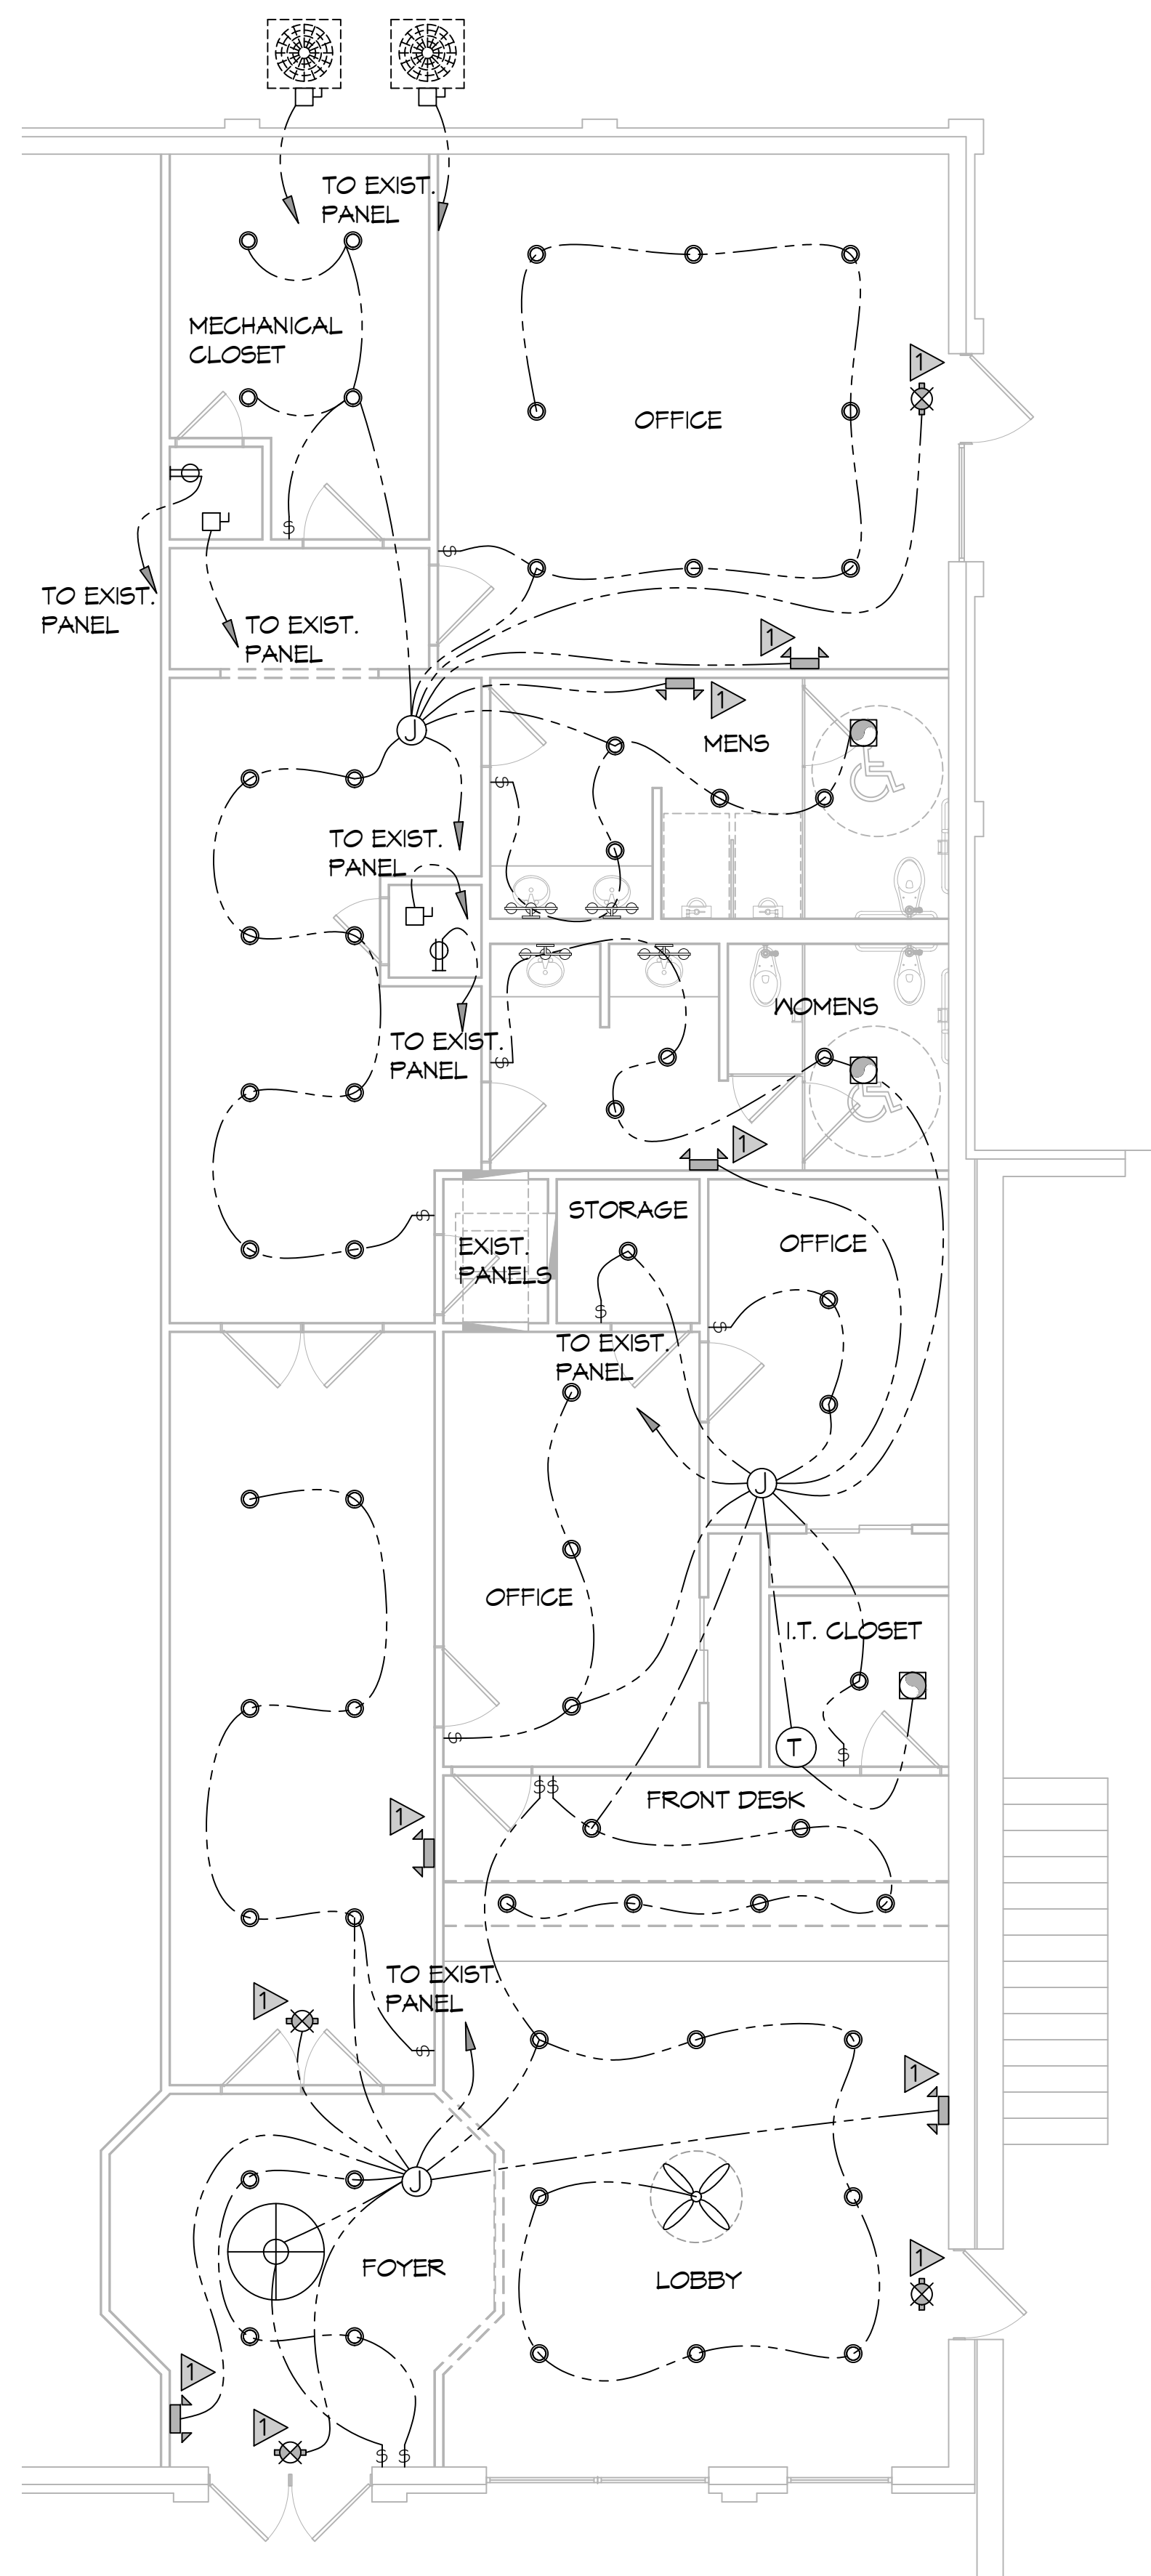 TO EXIST.
PANEL
MECHANICAL
CLOSET
1
OFFICE
$
$
TO EXIST.
PANEL
TO EXIST.
PANEL
1
1
J
MENS
$
TO EXIST.
PANEL
WOMENS
TO EXIST.
PANEL
$
1
STORAGE
$
OFFICE
EXIST.
PANELS
$
$
TO EXIST.
PANEL
J
OFFICE
I.T. CLOSET
$
T
$
$$
FRONT DESK
1
TO EXIST.
PANEL
1
$
1
J
FOYER
1
LOBBY
1
1
$ $